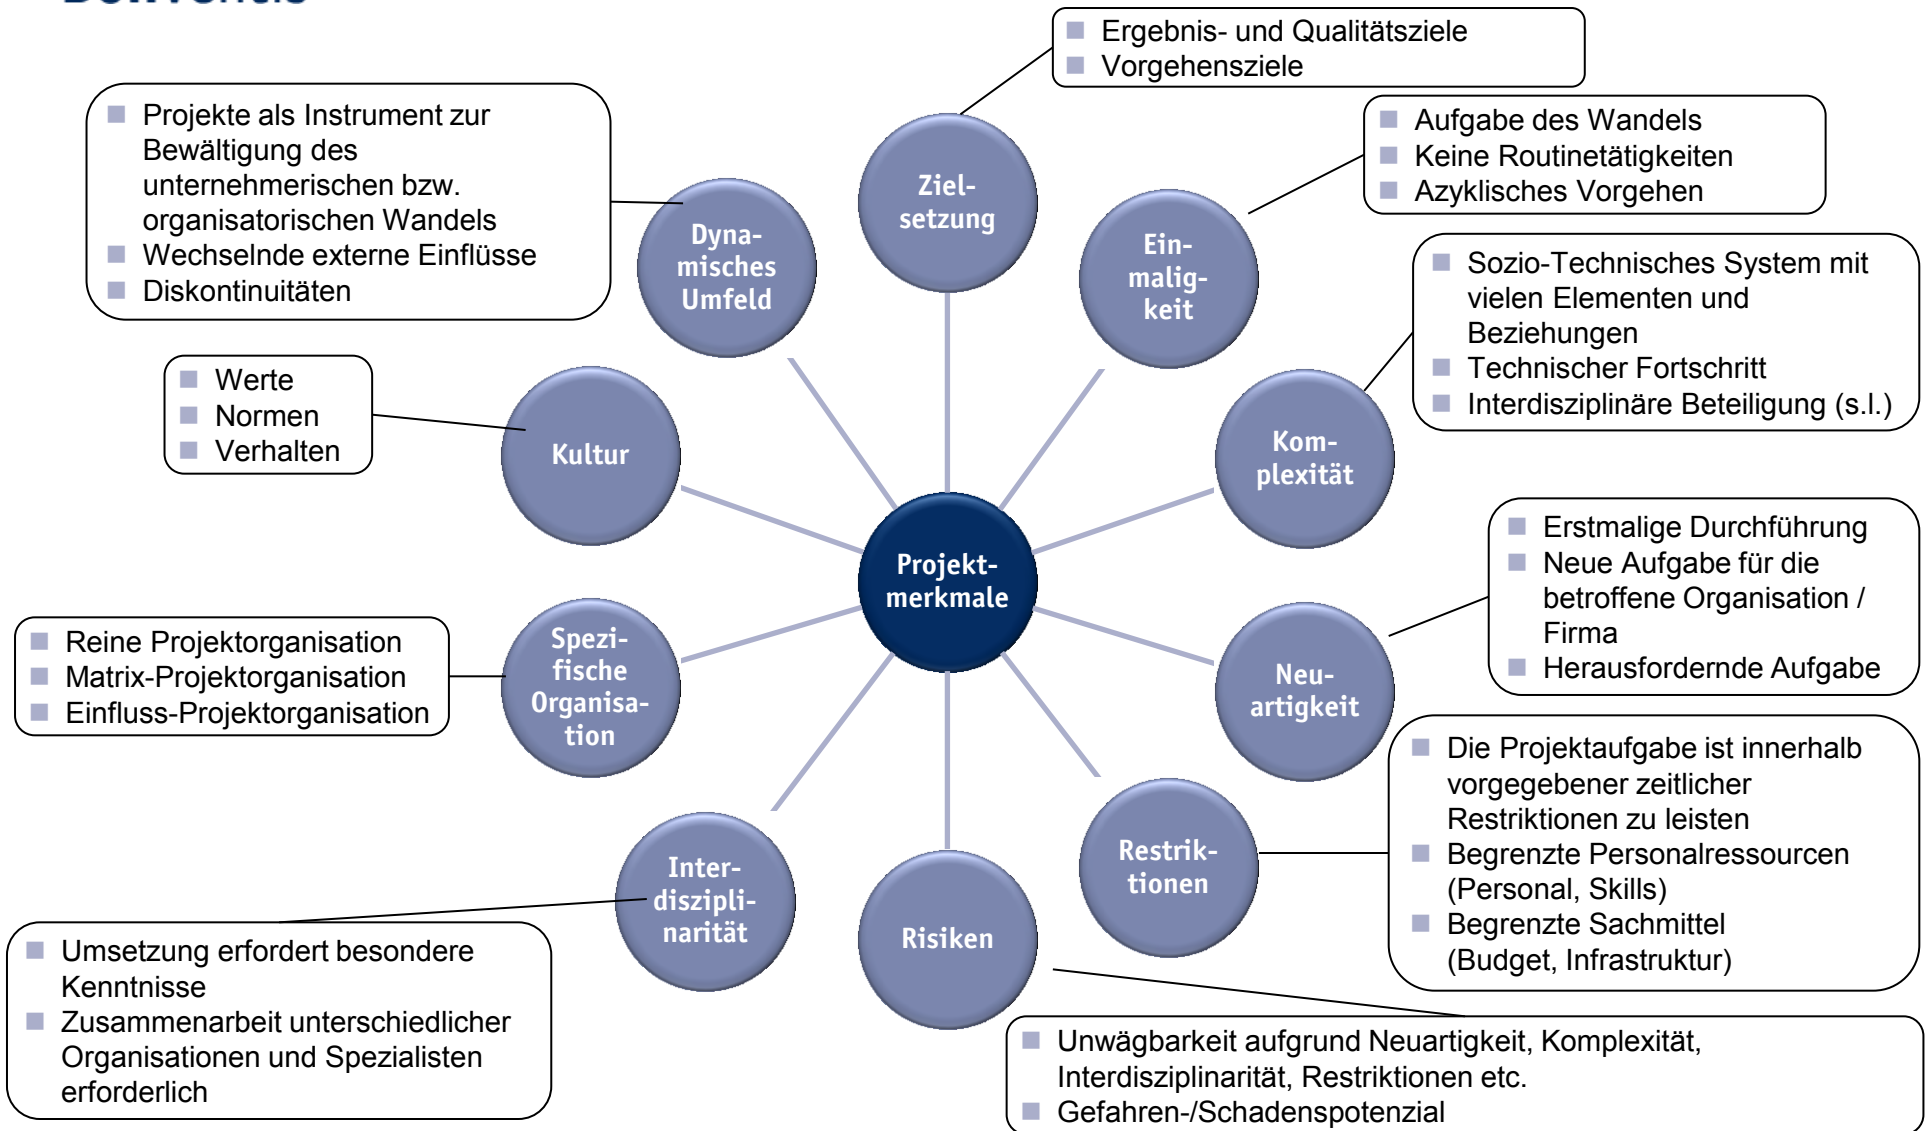 Ergebnis- und Qualitätsziele
Vorgehensziele
Projekte als Instrument zur
Bewältigung des
unternehmerischen bzw.
organisatorischen Wandels
Wechselnde externe Einflüsse
Diskontinuitäten
Aufgabe des Wandels
Keine Routinetätigkeiten
Azyklisches Vorgehen
Ziel-
setzung
Dyna-
misches
Umfeld
Ein-
malig-
keit
Sozio-Technisches System mit
vielen Elementen und
Beziehungen
Technischer Fortschritt
Interdisziplinäre Beteiligung (s.l.)
Werte
Normen
Verhalten
Kultur
Kom-
plexität
Projekt-
merkmale
Erstmalige Durchführung
Neue Aufgabe für die
betroffene Organisation /
Firma
Herausfordernde Aufgabe
Reine Projektorganisation
Matrix-Projektorganisation
Einfluss-Projektorganisation
Spezi-
fische
Organisa-
tion
Neu-
artigkeit
Die Projektaufgabe ist innerhalb
vorgegebener zeitlicher
Restriktionen zu leisten
Begrenzte Personalressourcen
(Personal, Skills)
Begrenzte Sachmittel
(Budget, Infrastruktur)
Restrik-
tionen
Inter-
diszipli-
narität
Risiken
Umsetzung erfordert besondere
Kenntnisse
Zusammenarbeit unterschiedlicher
Organisationen und Spezialisten
erforderlich
Unwägbarkeit aufgrund Neuartigkeit, Komplexität,
Interdisziplinarität, Restriktionen etc.
Gefahren-/Schadenspotenzial